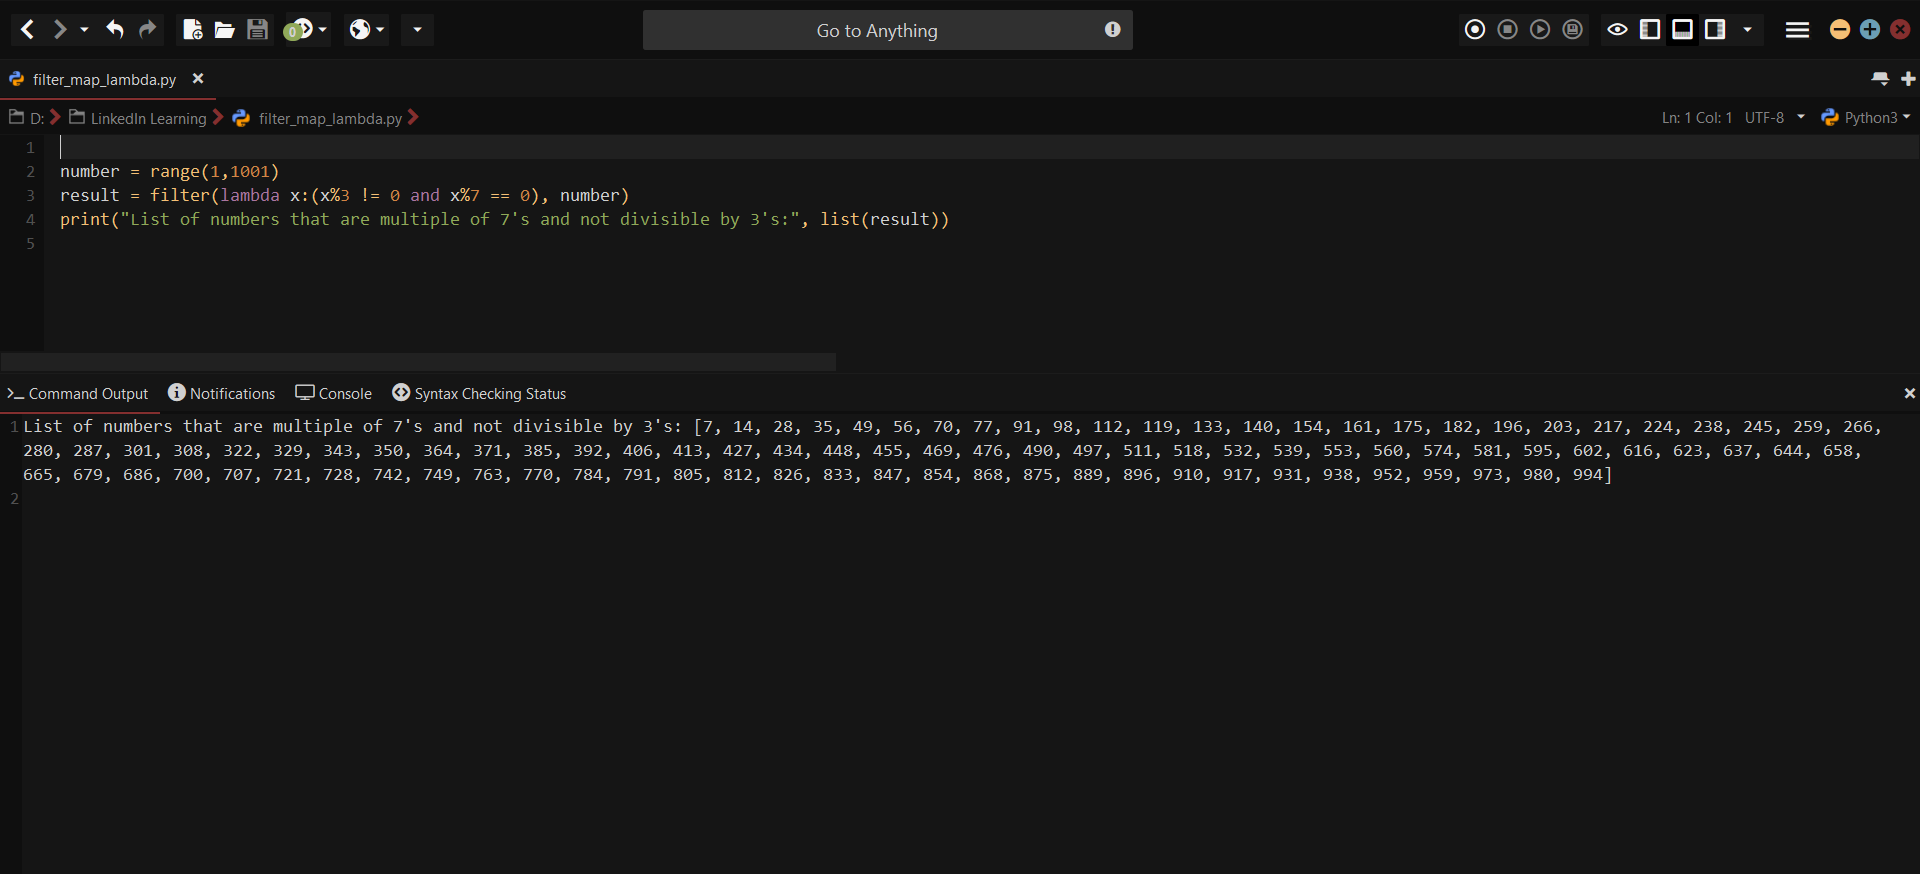 Go to Anything
0
filter_map_lambda.py
D: LinkedIn Learning filter_map_lambda.py
Ln: 1 Col: 1 UTF-8 Python3
1
2 number = range(1,1001)
3 result = filter(lambda x:(x%3 != 0 and x%7 == 0), number)
4 print("List of numbers that are multiple of 7's and not divisible by 3's:", list(result))
5
Command Output Notifications Console Syntax Checking Status
1 List of numbers that are multiple of 7's and not divisible by 3's: [7, 14, 28, 35, 49, 56, 70, 77, 91, 98, 112, 119, 133, 140, 154, 161, 175, 182, 196, 203, 217, 224, 238, 245, 259, 266,
280, 287, 301, 308, 322, 329, 343, 350, 364, 371, 385, 392, 406, 413, 427, 434, 448, 455, 469, 476, 490, 497, 511, 518, 532, 539, 553, 560, 574, 581, 595, 602, 616, 623, 637, 644, 658,
665, 679, 686, 700, 707, 721, 728, 742, 749, 763, 770, 784, 791, 805, 812, 826, 833, 847, 854, 868, 875, 889, 896, 910, 917, 931, 938, 952, 959, 973, 980, 994]
2